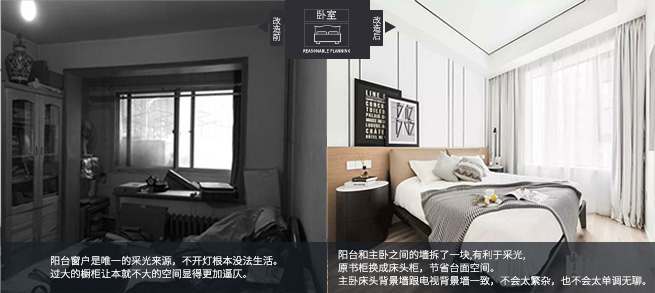 改造前
卧室
REASONABLE PLANNING
改造后
LINE
阳台窗户是唯一的采光来源，不开灯根本没法生活。
过大的橱柜让本就不大的空间显得更加逼仄。
阳台和主卧之间的墙拆了一块,有利于采光,
原书柜换成床头柜，节省台面空间。
主卧床头背景墙跟电视背景墙一致，不会太繁杂，也不会太单调无聊。